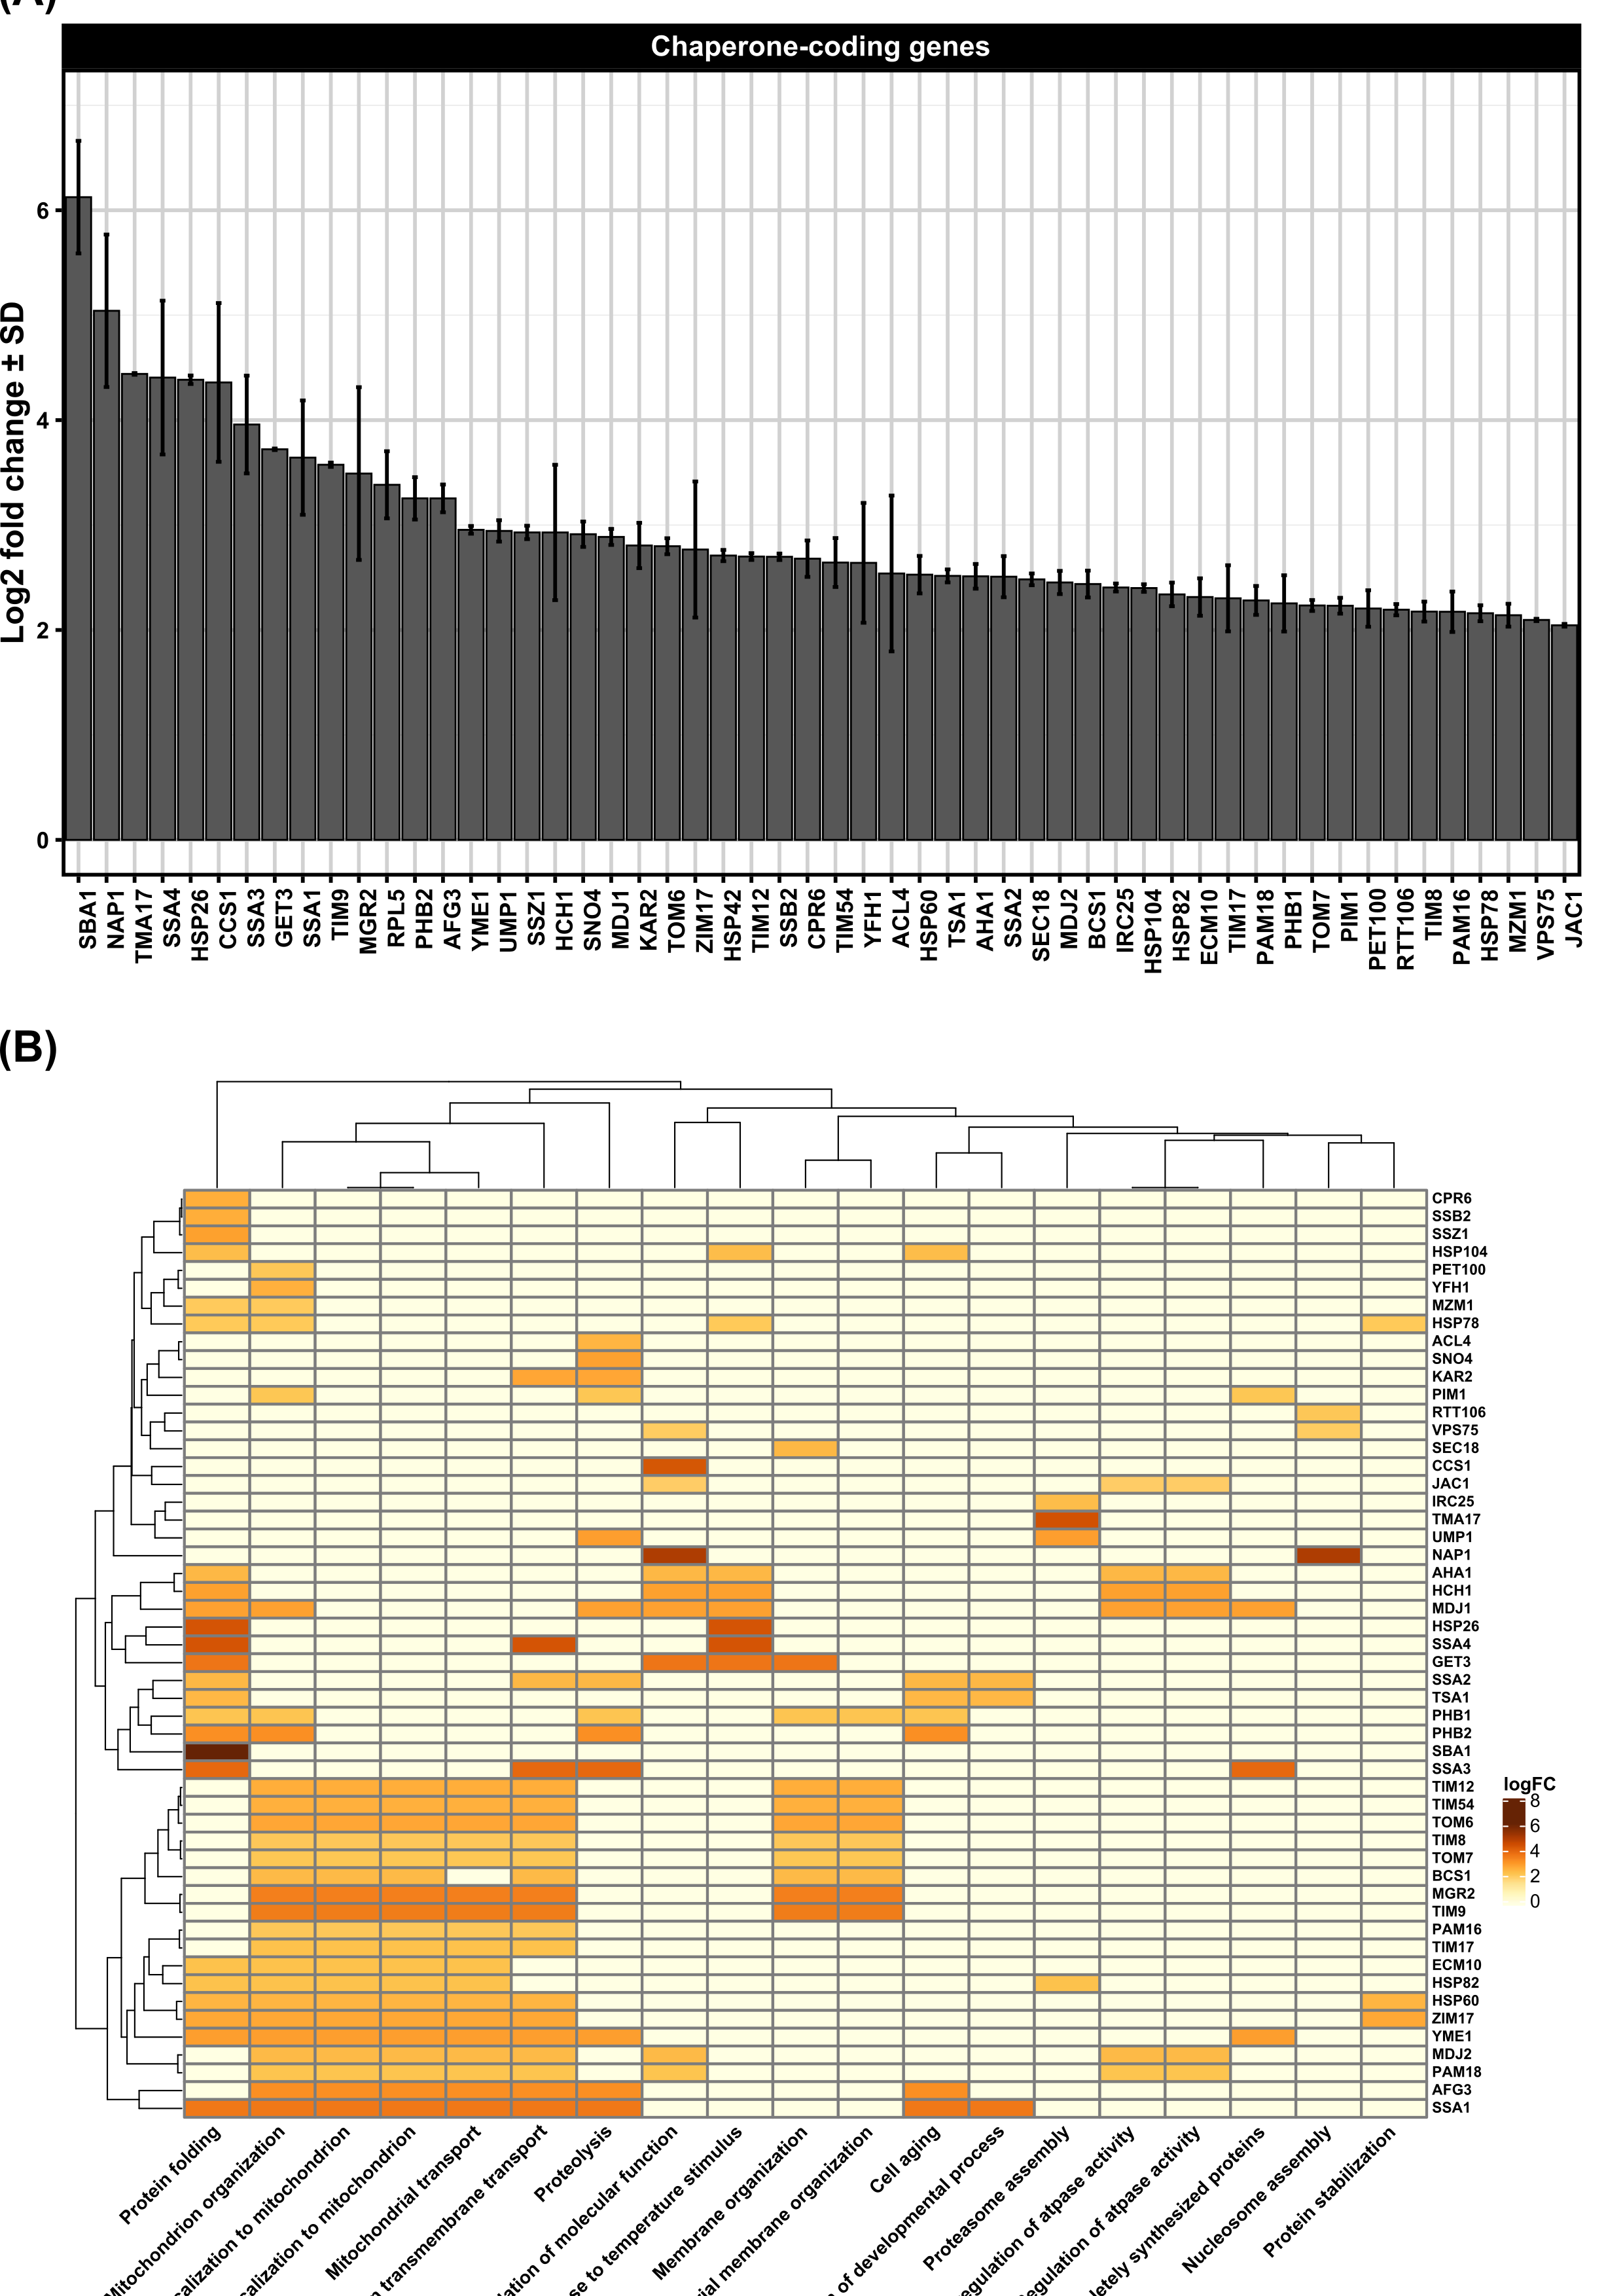 (A)
Chaperone-coding genes
Log2 fold change ± SD
6
4
2
0
SBA1 NAP1 TMA17 SSA4 HSP26 CCS1 SSA3 GET3 SSA1 TIM9 MGR2 RPL5 PHB2 AFG3 YME1 UMP1 SSZ1 HCH1 SNO4 MDJ1 KAR2 TOM6 ZIM17 HSP42 TIM12 SSB2 CPR6 TIM54 YFH1 ACL4 HSP60 TSA1 AHA1 SSA2 SEC18 MDJ2 BCS1 IRC25 HSP104 HSP82 ECM10 TIM17 PAM18 PHB1 TOM7 PIM1 PET100 RTT106 TIM8 PAM16 HSP78 MZM1 VPS75 JAC1
(B)
CPR6
SSB2
SSZ1
HSP104
PET100
YFH1
MZM1
HSP78
ACL4
SNO4
KAR2
PIM1
RTT106
VPS75
SEC18
CCS1
JAC1
IRC25
TMA17
UMP1
NAP1
AHA1
HCH1
MDJ1
HSP26
SSA4
GET3
SSA2
TSA1
PHB1
PHB2
SBA1
SSA3
TIM12
TIM54
TOM6
TIM8
TOM7
BCS1
MGR2
TIM9
PAM16
TIM17
ECM10
HSP82
HSP60
ZIM17
YME1
MDJ2
PAM18
AFG3
SSA1
logFC
8
6
4
2
0
Protein folding
Mitochondrion organization
to mitochondrion
to mitochondrion
Mitochondrial transport
transmembrane transport
Proteolysis
of molecular function
to temperature stimulus
Membrane organization
membrane organization
Cell aging
of developmental process
Proteasome assembly
of atpase activity
of atpase activity
synthesized proteins
Nucleosome assembly
Protein stabilization